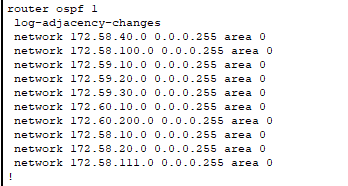 router ospf 1
log-adjacency-changes
network 172.58.40.0 0.0.0.255 area 0
network 172.58.100.0 0.0.0.255 area 0
network 172.59.10.0 0.0.0.255 area 0
network 172.59.20.0 0.0.0.255 area 0
network 172.59.30.0 0.0.0.255 area 0
network 172.60.10.0 0.0.0.255 area 0
network 172.60.200.0 0.0.0.255 area 0
network 172.58.10.0 0.0.0.255 area 0
network 172.58.20.0 0.0.0.255 area 0
network 172.58.111.0 0.0.0.255 area 0
!